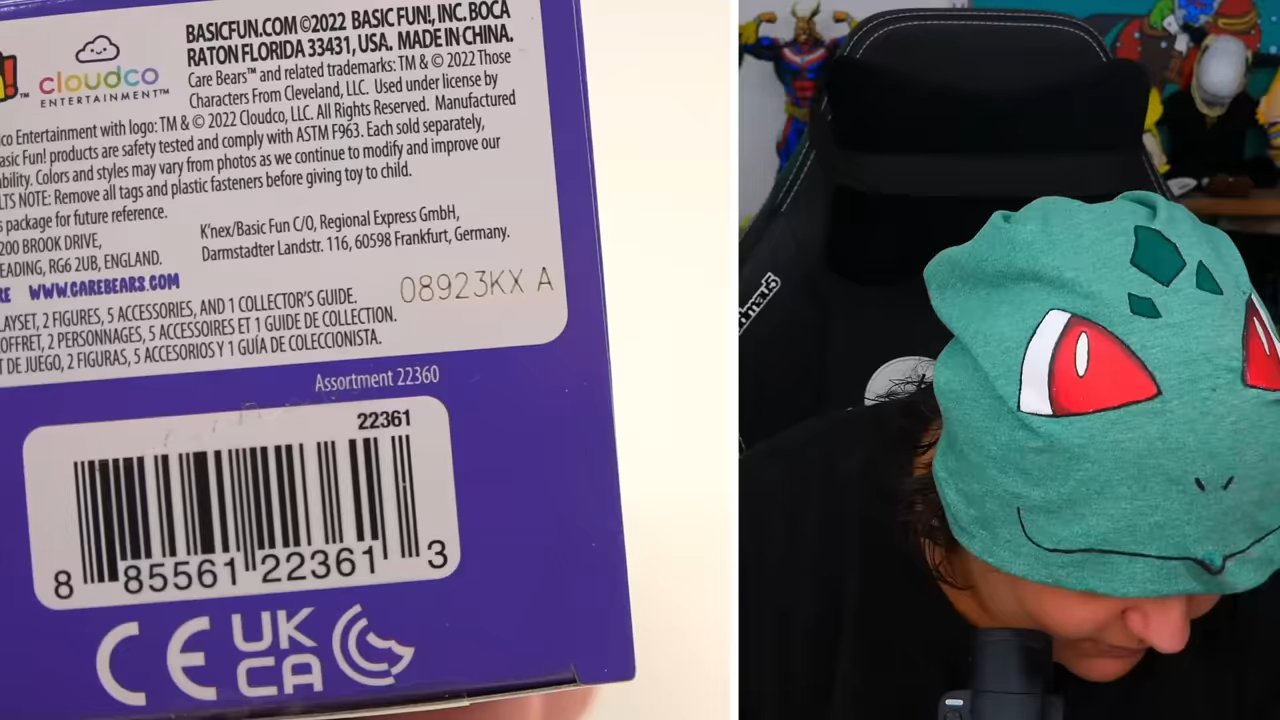 BASICFUN.COM ©2022 BASIC FUN!, INC. BOCA
RATON FLORIDA 33431, USA. MADE IN CHINA.
cloudco
ENTERTAINMENT™
Care Bears™ and related trademarks: TM & © 2022 Those
Characters From Cleveland, LLC. Used under license by
co Entertainment with logo: TM & © 2022 Cloudco, LLC. All Rights Reserved. Manufactured
asic Fun! products are safety tested and comply with ASTM F963. Each sold separately,
ability. Colors and styles may vary from photos as we continue to modify and improve our
LTS NOTE: Remove all tags and plastic fasteners before giving toy to child.
s package for future reference.
200 BROOK DRIVE,
EADING, RG6 2UB, ENGLAND.
K'nex/Basic Fun C/O, Regional Express GmbH,
Darmstadter Landstr. 116, 60598 Frankfurt, Germany.
RE WWW.CAREBEARS.COM
08923KX A
LAYSET, 2 FIGURES, 5 ACCESSORIES, AND 1 COLLECTOR'S GUIDE.
OFFRET, 2 PERSONNAGES, 5 ACCESSOIRES ET 1 GUIDE DE COLLECTION.
T DE JUEGO, 2 FIGURAS, 5 ACCESORIOS Y 1 GUÍA DE COLECCIONISTA.
Assortment 22360
22361
8 85561 22361 3
CE UK
CA